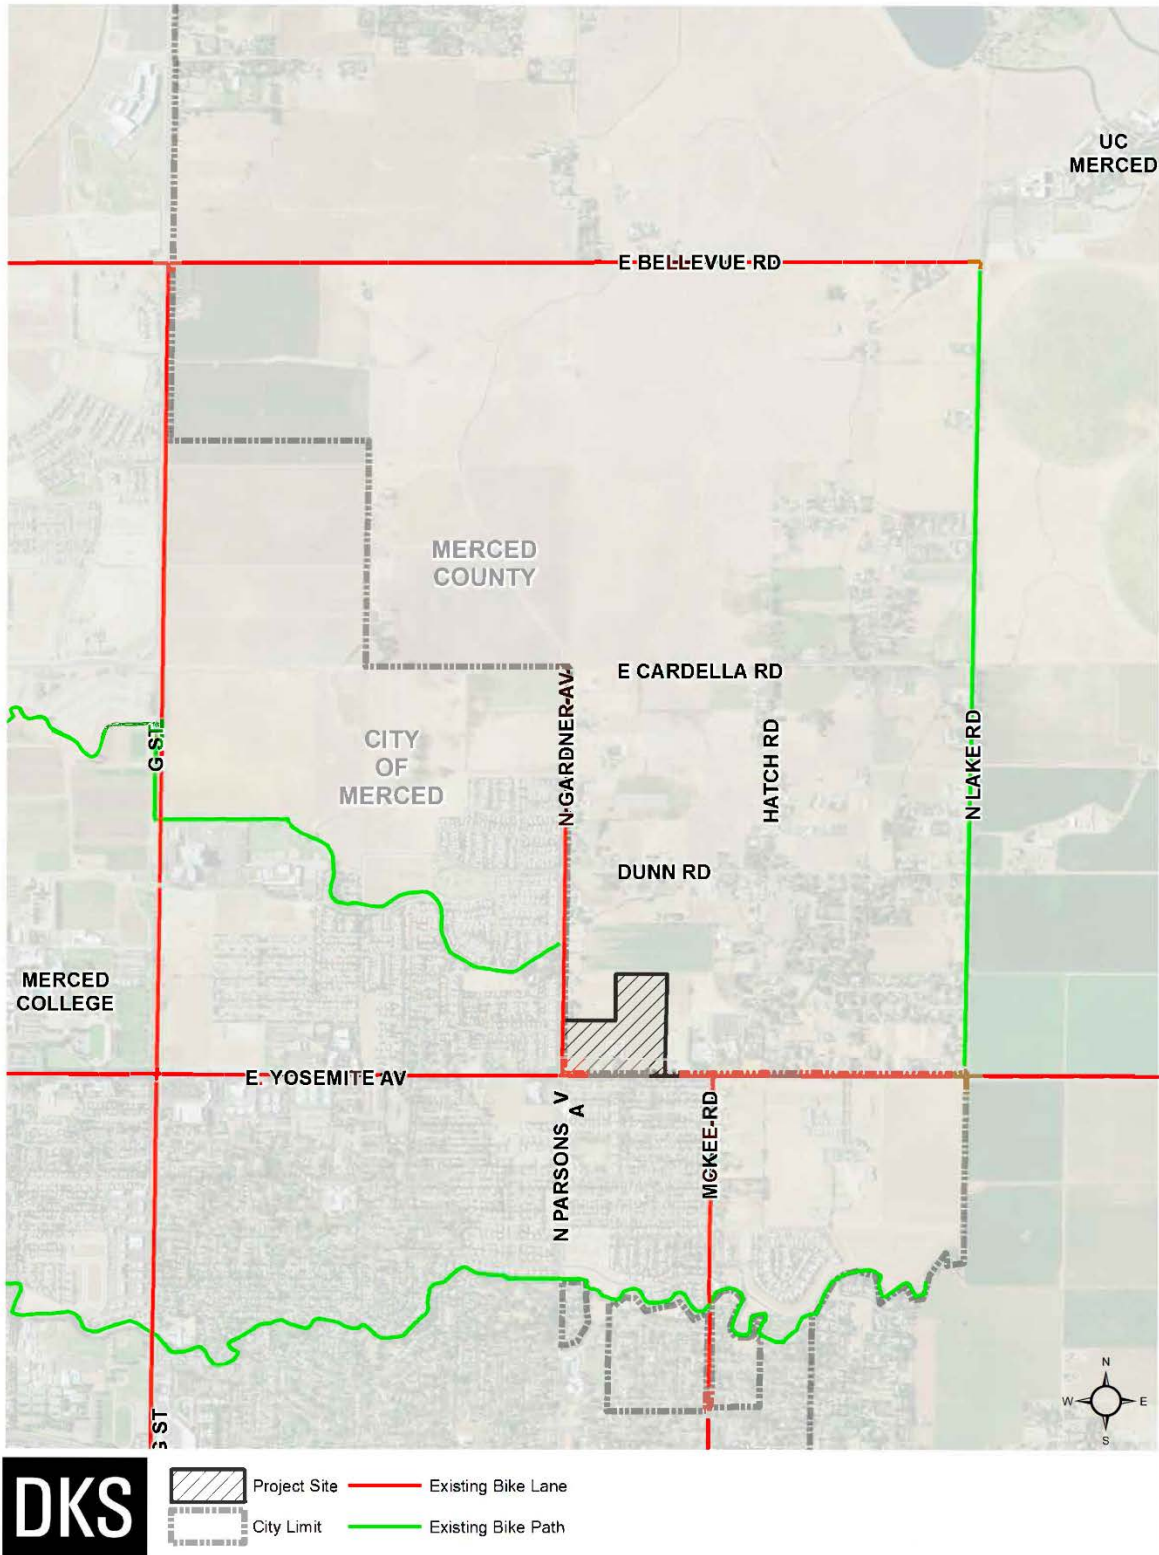 UC
MERCED
E BELLEVUE RD
MERCED
COUNTY
E CARDELLA RD
N GARDNER AV
HATCH RD
N LAKE RD
G ST
CITY
OF
MERCED
DUNN RD
MERCED
COLLEGE
E. YOSEMITE AV
N PARSONS AV
MCKEE RD
G ST
N
W
E
S
DKS
Project Site
Existing Bike Lane
City Limit
Existing Bike Path